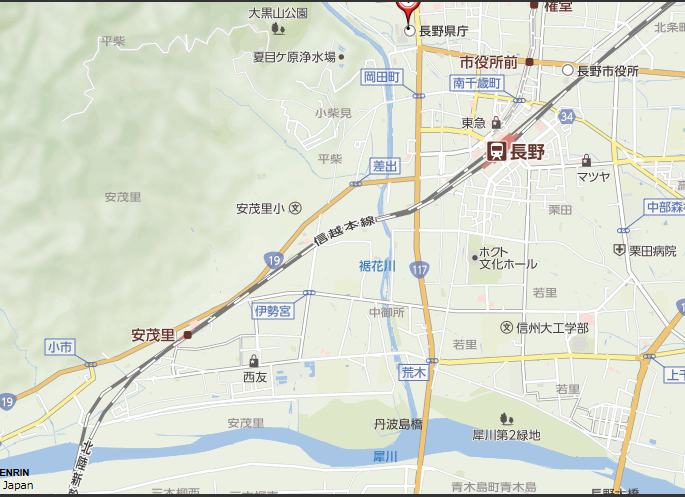 大黒山公園
権堂
長野県庁
北条町
平柴
夏目ケ原浄水場
市役所前
長野市役所
岡田町
南千歳町
小柴見
東急
34
長野
平柴
差出
マツヤ
安茂里
安茂里小
文
栗田
信越本線
栗田病院
ホクト
文化ホール
19
裾花川
117
若里
伊勢宮
中御所
信州大工学部
文
安茂里
若里
小市
西友
荒木
若里
19
安茂里
丹波島橋
犀川第2緑地
犀川
北陸新幹
ENRIN
Japan
青木島町青木島